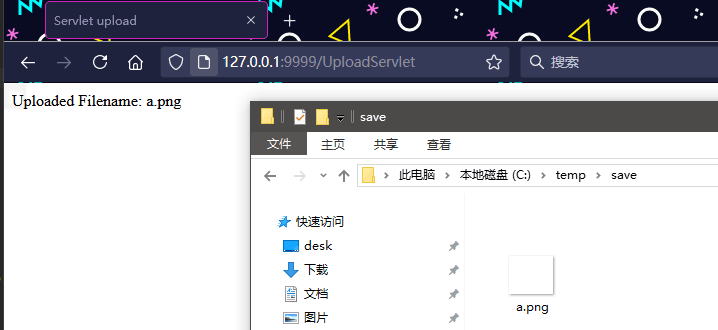 Servlet upload
127.0.0.1:9999/UploadServlet
搜索
Uploaded Filename: a.png
save
文件 主页 共享 查看
此电脑 本地磁盘 (C:) temp save
快速访问
desk
下载
文档
图片
a.png